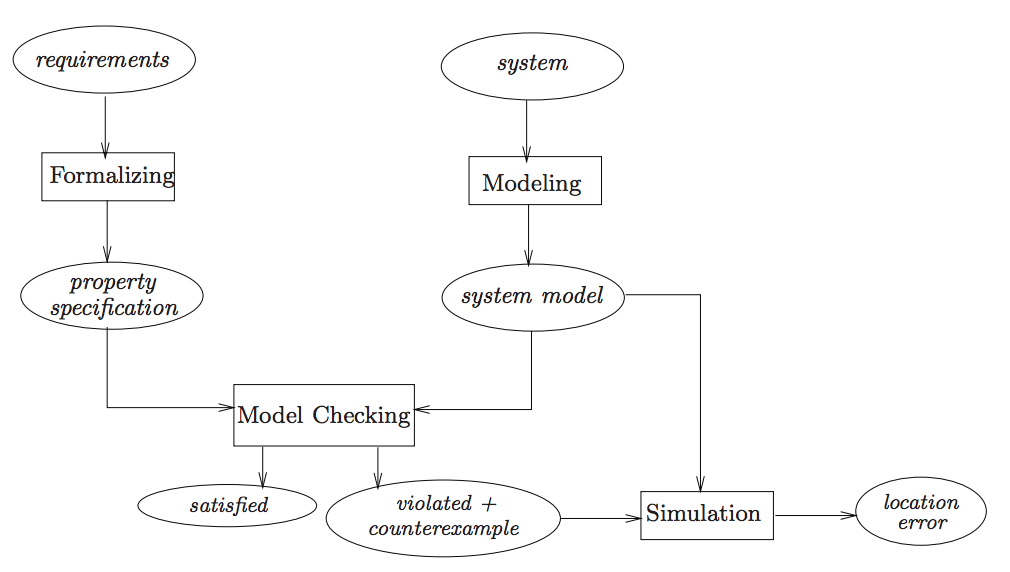 requirements
system
Formalizing
Modeling
property
specification
system model
Model Checking
satisfied
violated +
counterexample
Simulation
location
error